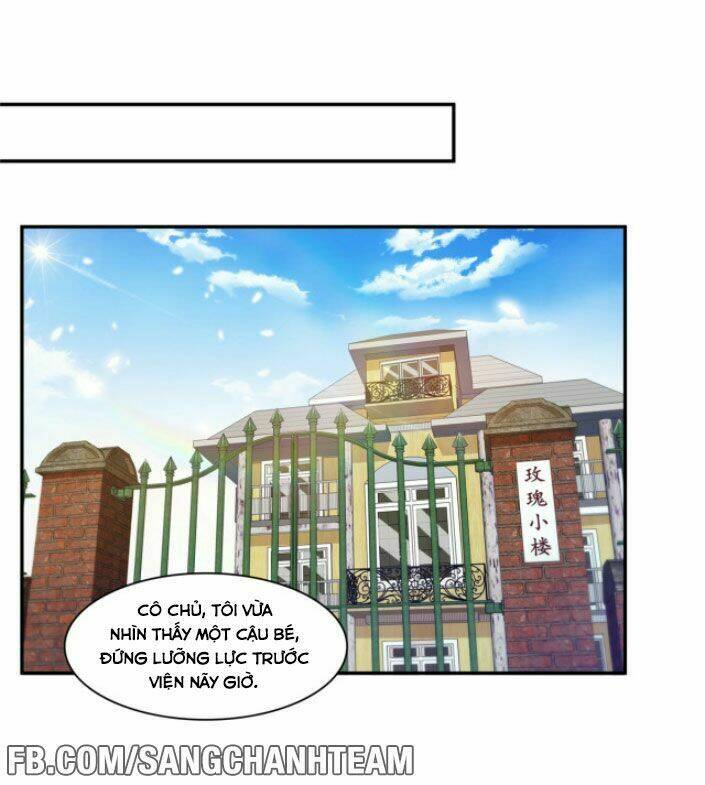 玫瑰小楼
CÔ CHỦ, TÔI VỪA
NHÌN THẤY MỘT CẬU BÉ,
ĐỨNG LƯỠNG LỰC TRƯỚC
VIỆN NÃY GIỜ.
FB.COM/SANGCHANHTEAM